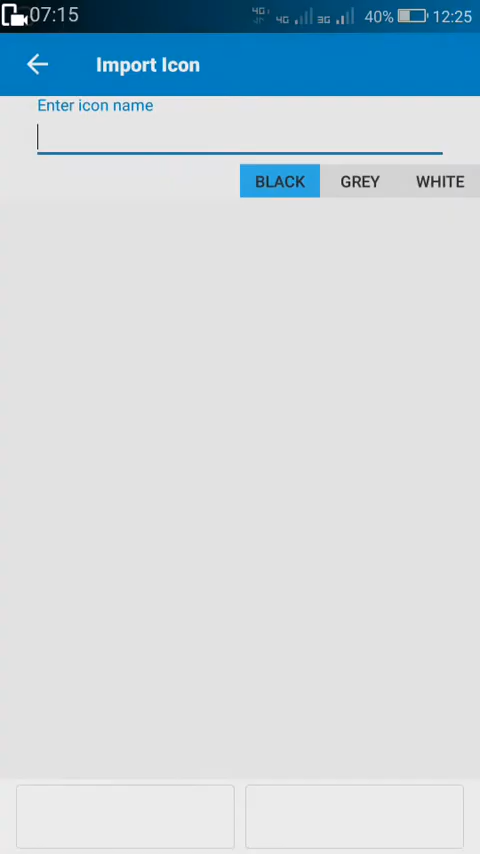 07:15 4G 4G 3G 40% 12:25
Import Icon
Enter icon name
BLACK GREY WHITE